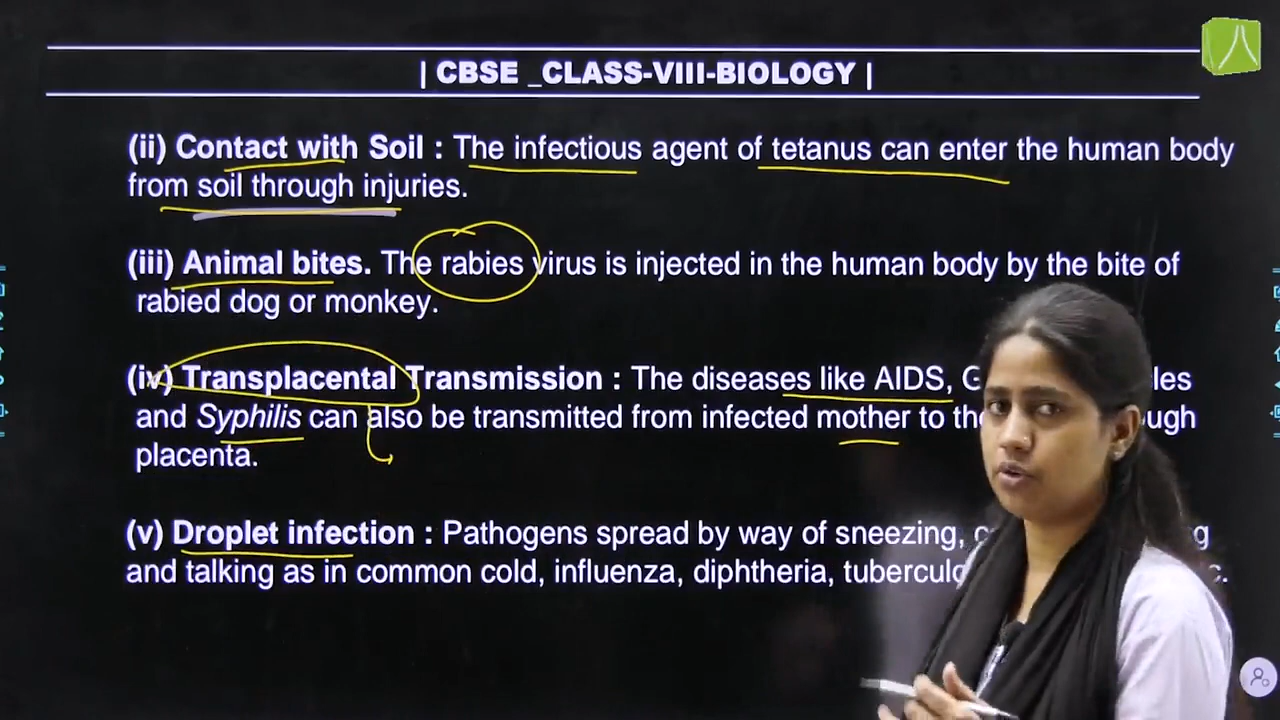 | CBSE _CLASS-VIII-BIOLOGY |
(ii) Contact with Soil : The infectious agent of tetanus can enter the human body
from soil through injuries.
(iii) Animal bites. The rabies virus is injected in the human body by the bite of
rabied dog or monkey.
(iv) Transplacental Transmission : The diseases like AIDS,
and Syphilis can also be transmitted from infected mother to
placenta.
(v) Droplet infection : Pathogens spread by way of sneezing,
and talking as in common cold, influenza, diphtheria,